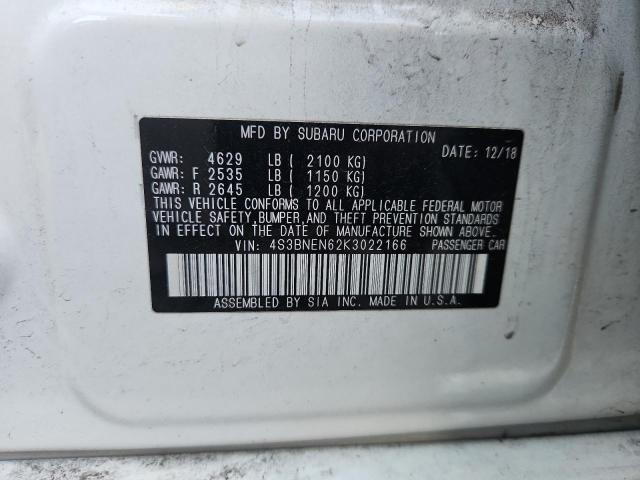 MFD BY SUBARU CORPORATION
DATE: 12/18
GVWR: 4629 LB ( 2100 KG)
GAWR: F 2535 LB ( 1150 KG)
GAWR: R 2645 LB ( 1200 KG)
THIS VEHICLE CONFORMS TO ALL APPLICABLE FEDERAL MOTOR
VEHICLE SAFETY, BUMPER, AND THEFT PREVENTION STANDARDS
IN EFFECT ON THE DATE OF MANUFACTURE SHOWN ABOVE.
VIN: 4S3BNEN62K3022166 PASSENGER CAR
ASSEMBLED BY SIA INC. MADE IN U.S.A.